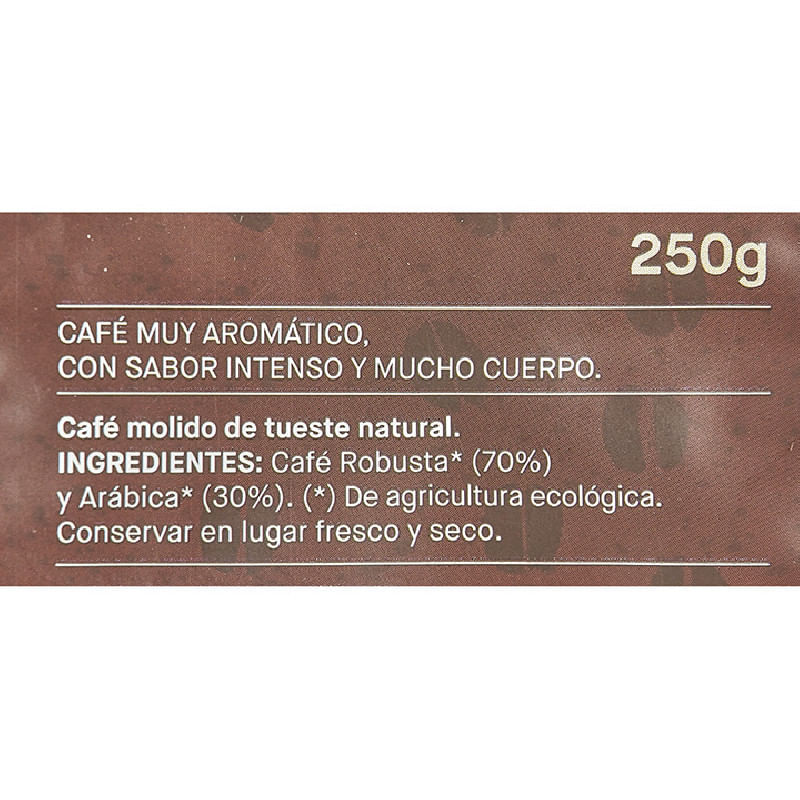 250g
CAFÉ MUY AROMÁTICO,
CON SABOR INTENSO Y MUCHO CUERPO.
Café molido de tueste natural.
INGREDIENTES: Café Robusta* (70%)
y Arábica* (30%). (*) De agricultura ecológica.
Conservar en lugar fresco y seco.